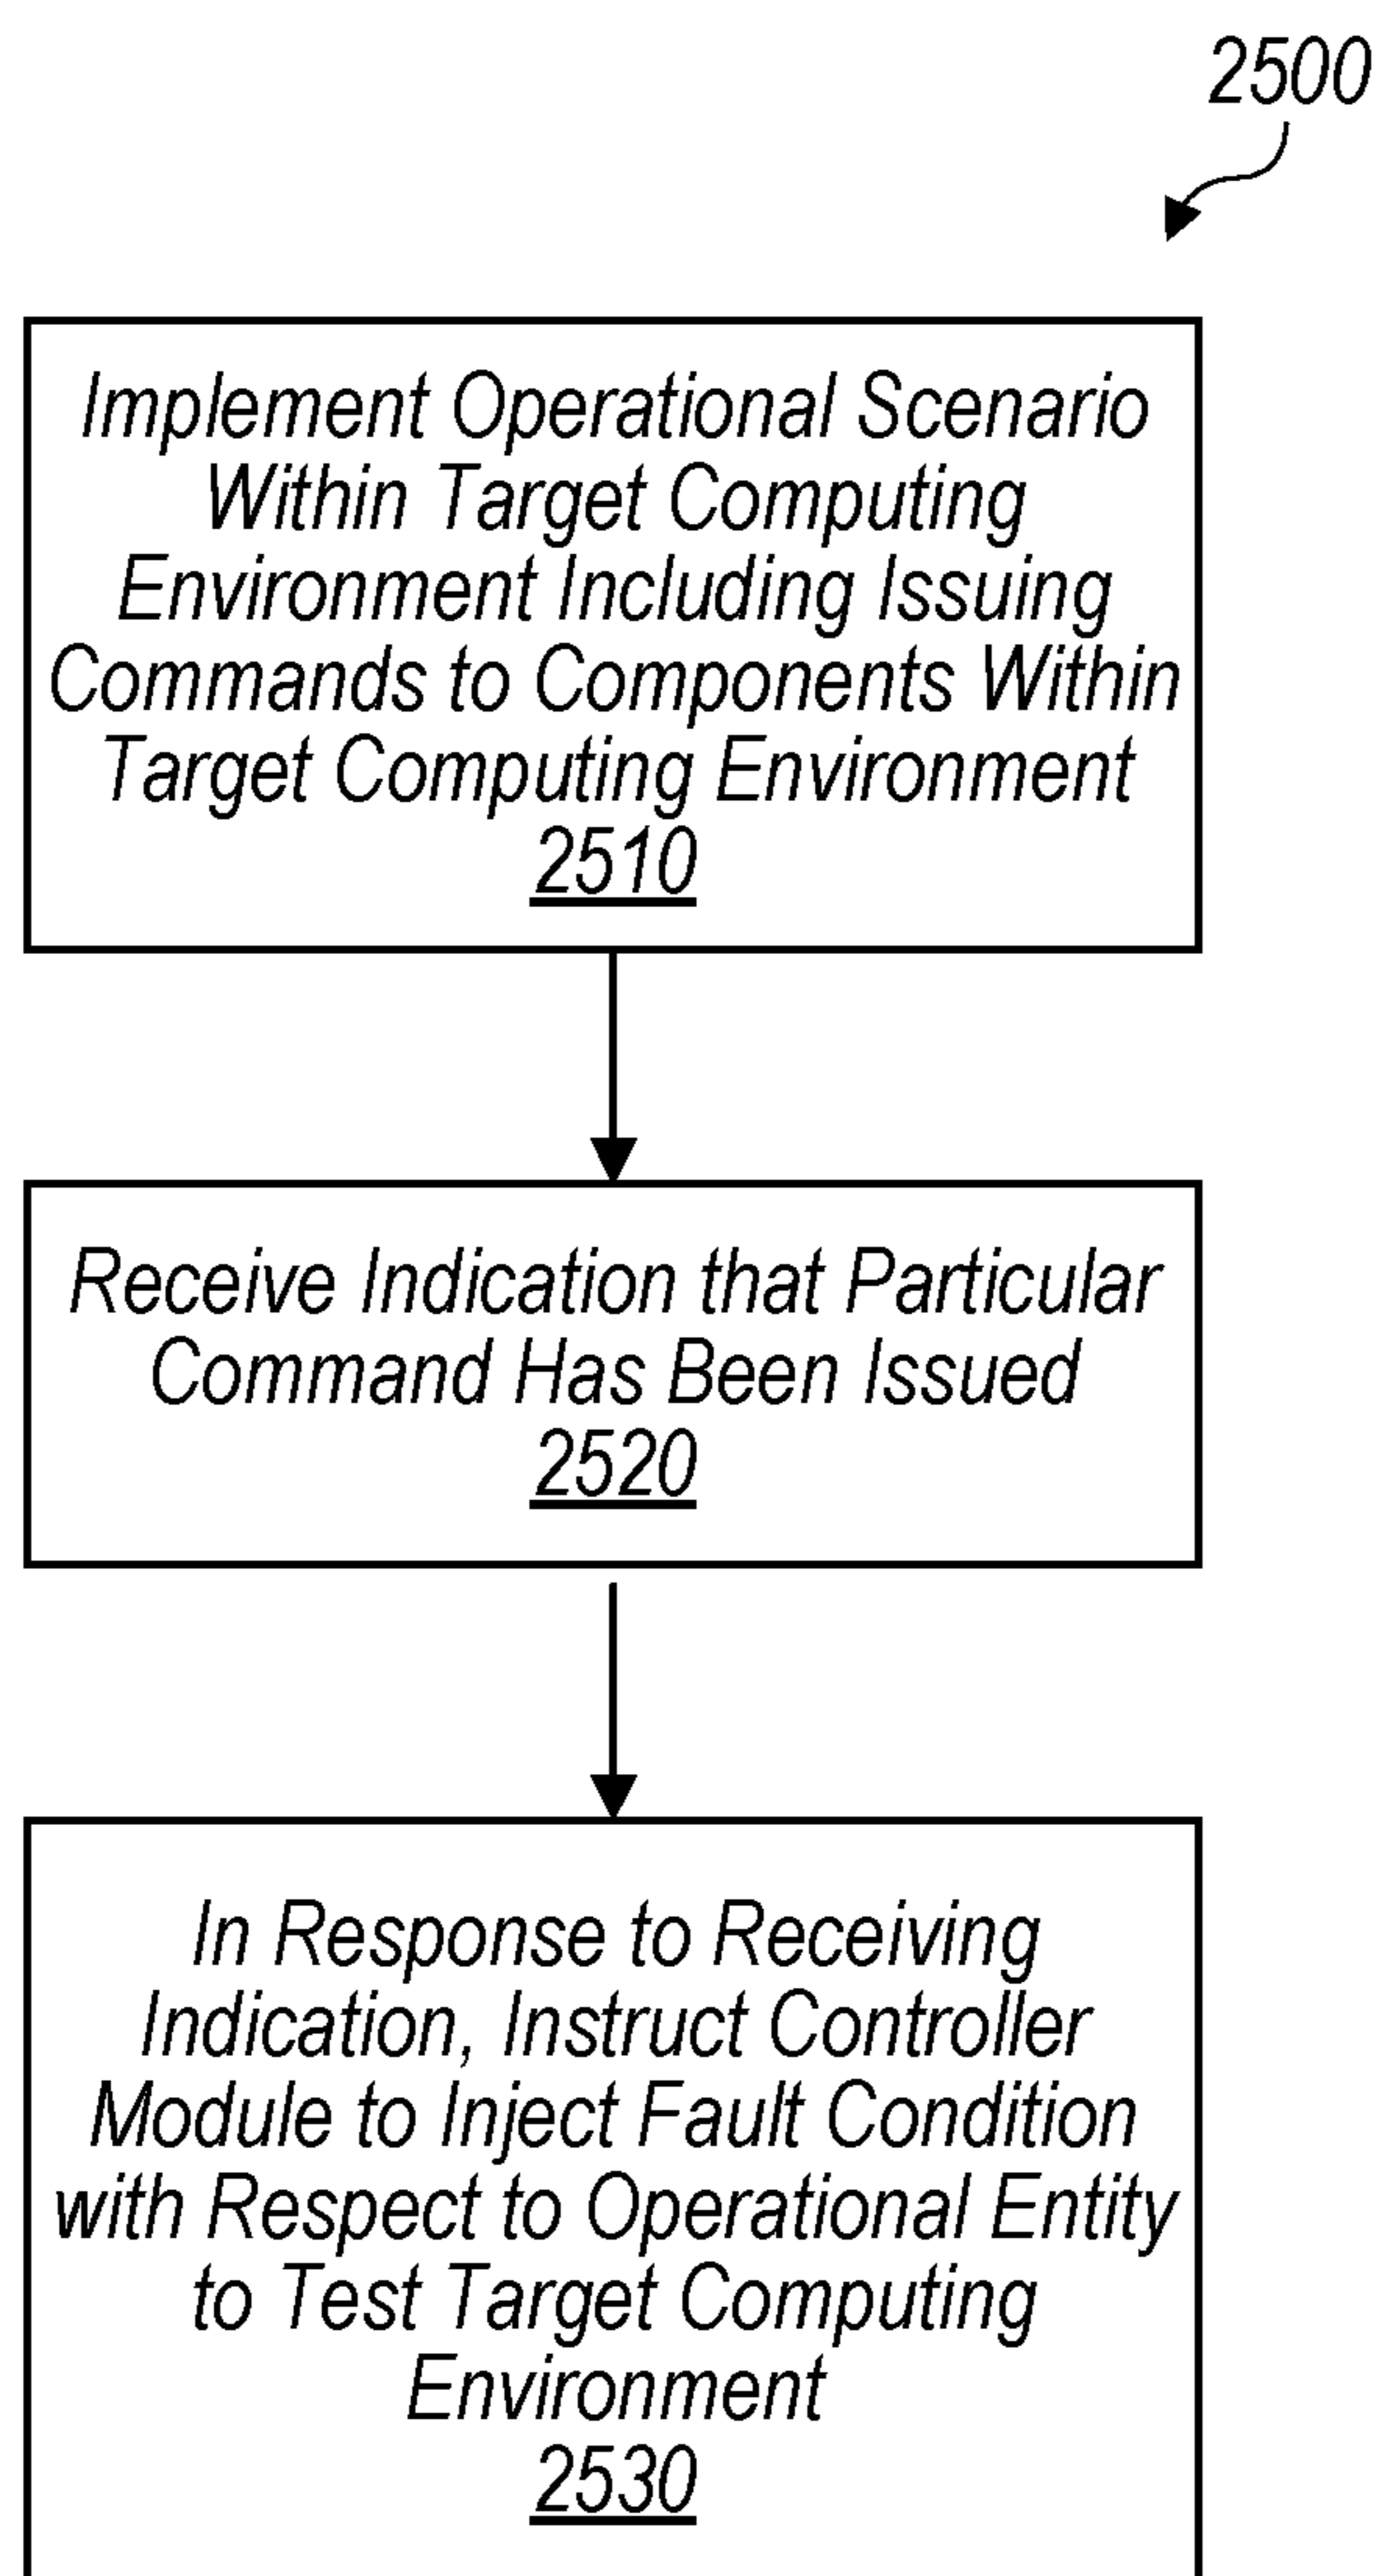 2500
Implement Operational Scenario
Within Target Computing
Environment Including Issuing
Commands to Components Within
Target Computing Environment
2510
Receive Indication that Particular
Command Has Been Issued
2520
In Response to Receiving
Indication, Instruct Controller
Module to Inject Fault Condition
with Respect to Operational Entity
to Test Target Computing
Environment
2530